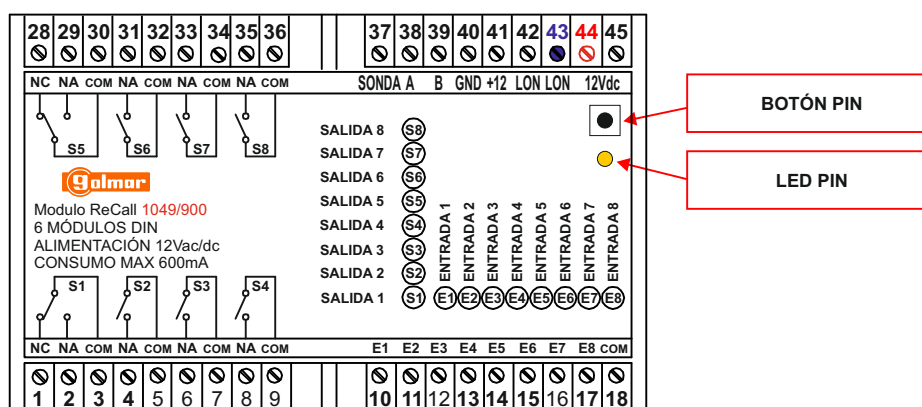 28 29 30 31 32 33 34 35 36 37 38 39 40 41 42 43 44 45
NC NA COM NA COM NA COM NA COM SONDA A B GND +12 LON LON 12Vdc
S5 S6 S7 S8
BOTÓN PIN
LED PIN
SALIDA 8 S8
SALIDA 7 S7
SALIDA 6 S6
SALIDA 5 S5
SALIDA 4 S4
SALIDA 3 S3
SALIDA 2 S2
SALIDA 1 S1
ENTRADA 1
ENTRADA 2
ENTRADA 3
ENTRADA 4
ENTRADA 5
ENTRADA 6
ENTRADA 7
ENTRADA 8
E1 E2 E3 E4 E5 E6 E7 E8
golmar
Modulo ReCall 1049/900
6 MÓDULOS DIN
ALIMENTACIÓN 12Vac/dc
CONSUMO MAX 600mA
S1 S2 S3 S4
NC NA COM NA COM NA COM NA COM E1 E2 E3 E4 E5 E6 E7 E8 COM
1 2 3 4 5 6 7 8 9 10 11 12 13 14 15 16 17 18